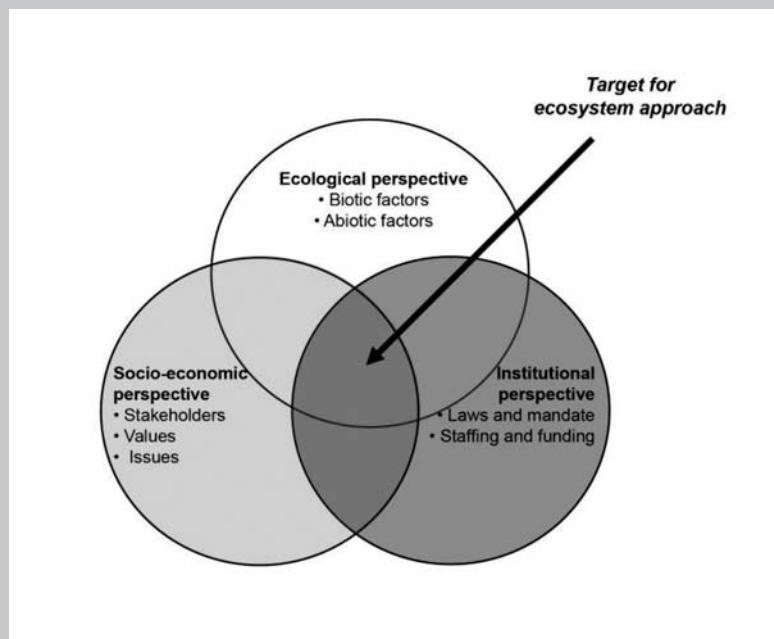 Target for
ecosystem approach
Ecological perspective
• Biotic factors
• Abiotic factors
Socio-economic
perspective
• Stakeholders
• Values
• Issues
Institutional
perspective
• Laws and mandate
• Staffing and funding